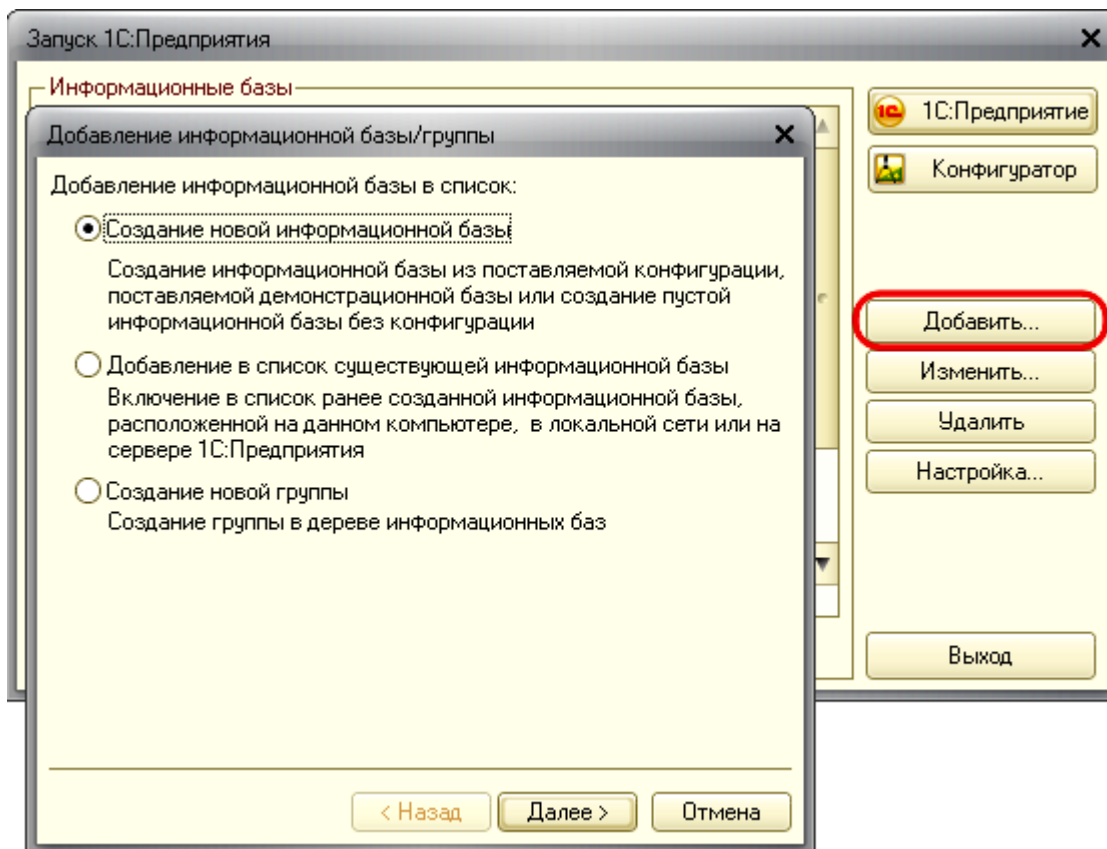 Запуск 1С:Предприятия
Информационные базы
1С:Предприятие
Конфигуратор
Добавить...
Изменить...
Удалить
Настройка...
Выход
Добавление информационной базы/группы
Добавление информационной базы в список:
Создание новой информационной базы
Создание информационной базы из поставляемой конфигурации,
поставляемой демонстрационной базы или создание пустой
информационной базы без конфигурации
Добавление в список существующей информационной базы
Включение в список ранее созданной информационной базы,
расположенной на данном компьютере, в локальной сети или на
сервере 1С:Предприятия
Создание новой группы
Создание группы в дереве информационных баз
< Назад
Далее >
Отмена